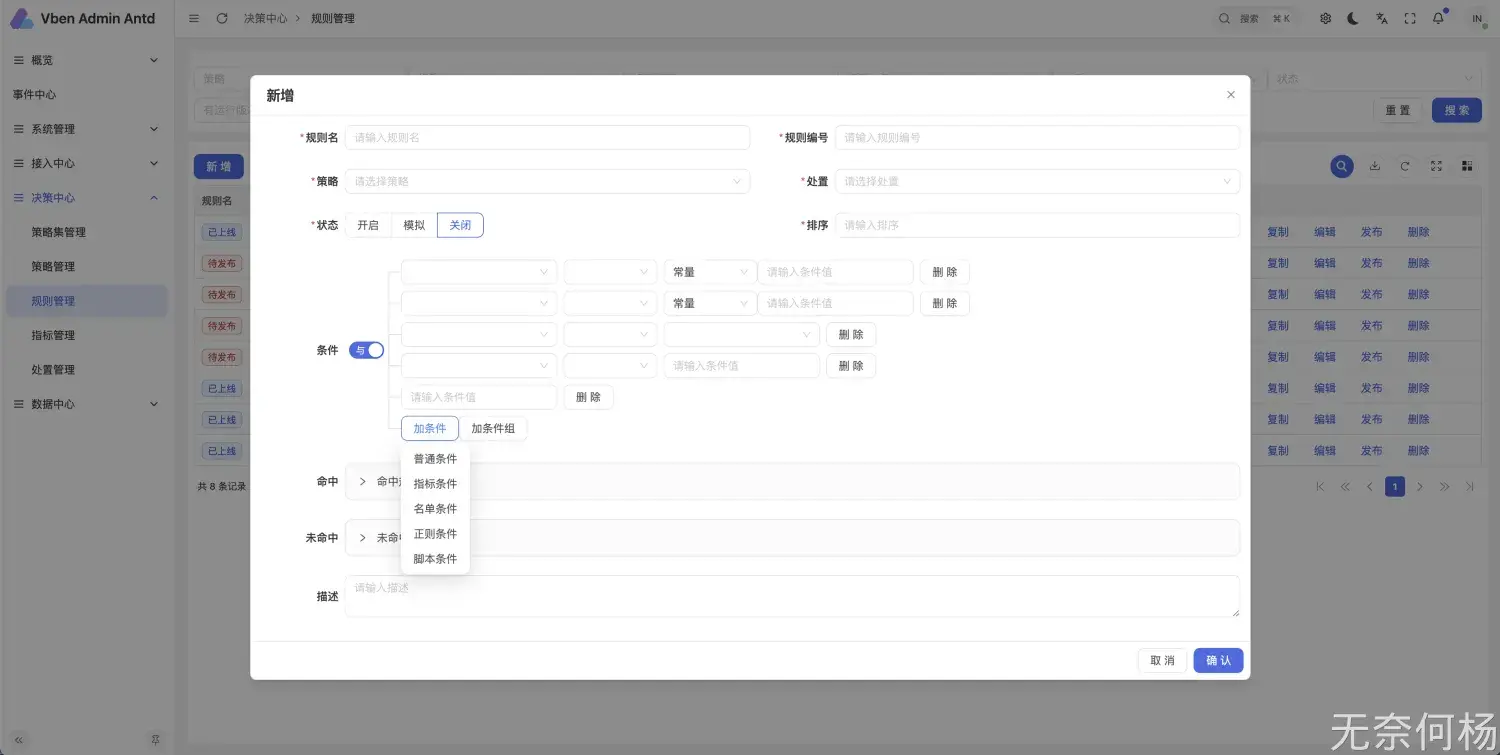 Vben Admin Antd
决策中心 > 规则管理
搜索 ⌘ K
IN
概览
事件中心
系统管理
接入中心
决策中心
策略集管理
策略管理
规则管理
指标管理
处置管理
数据中心
策略
状态
重 置
搜 索
新 增
规则名
已上线
复制 编辑 发布 删除
待发布
复制 编辑 发布 删除
待发布
复制 编辑 发布 删除
待发布
复制 编辑 发布 删除
待发布
复制 编辑 发布 删除
已上线
复制 编辑 发布 删除
已上线
复制 编辑 发布 删除
已上线
复制 编辑 发布 删除
共 8 条记录
1
新增
*规则名 请输入规则名
*规则编号 请输入规则编号
*策略 请选择策略
*处置 请选择处置
*状态 开启 模拟 关闭
*排序 请输入排序
条件 与
常量 请输入条件值 删 除
常量 请输入条件值 删 除
删 除
请输入条件值 删 除
请输入条件值 删 除
加条件 加条件组
普通条件
指标条件
名单条件
正则条件
脚本条件
命中 命中
未命中 未命
描述 请输入描述
取 消 确 认
无奈何杨